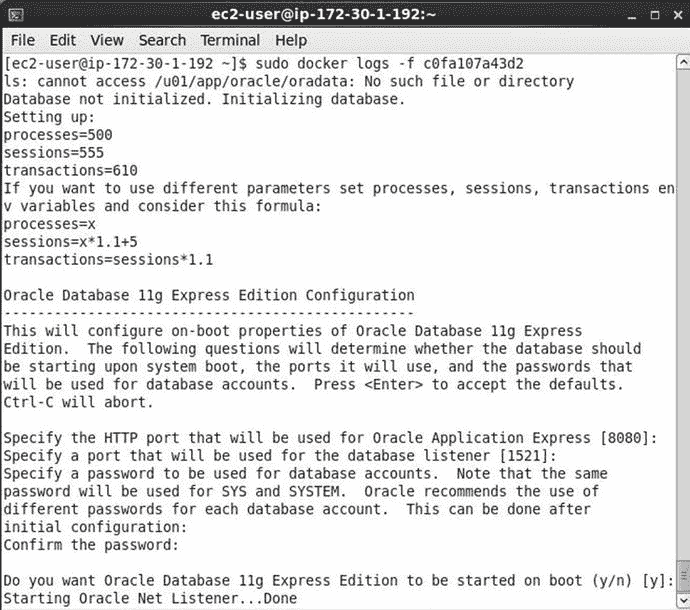 ec2-user@ip-172-30-1-192:~
File Edit View Search Terminal Help
[ec2-user@ip-172-30-1-192 ~]$ sudo docker logs -f c0fa107a43d2
ls: cannot access /u01/app/oracle/oradata: No such file or directory
Database not initialized. Initializing database.
Setting up:
processes=500
sessions=555
transactions=610
If you want to use different parameters set processes, sessions, transactions en
v variables and consider this formula:
processes=x
sessions=x*1.1+5
transactions=sessions*1.1
Oracle Database 11g Express Edition Configuration
-------------------------------------------------
This will configure on-boot properties of Oracle Database 11g Express
Edition.  The following questions will determine whether the database should
be starting upon system boot, the ports it will use, and the passwords that
will be used for database accounts.  Press <Enter> to accept the defaults.
Ctrl-C will abort.
Specify the HTTP port that will be used for Oracle Application Express [8080]:
Specify a port that will be used for the database listener [1521]:
Specify a password to be used for database accounts.  Note that the same
password will be used for SYS and SYSTEM.  Oracle recommends the use of
different passwords for each database account.  This can be done after
initial configuration:
Confirm the password:
Do you want Oracle Database 11g Express Edition to be started on boot (y/n) [y]:
Starting Oracle Net Listener...Done